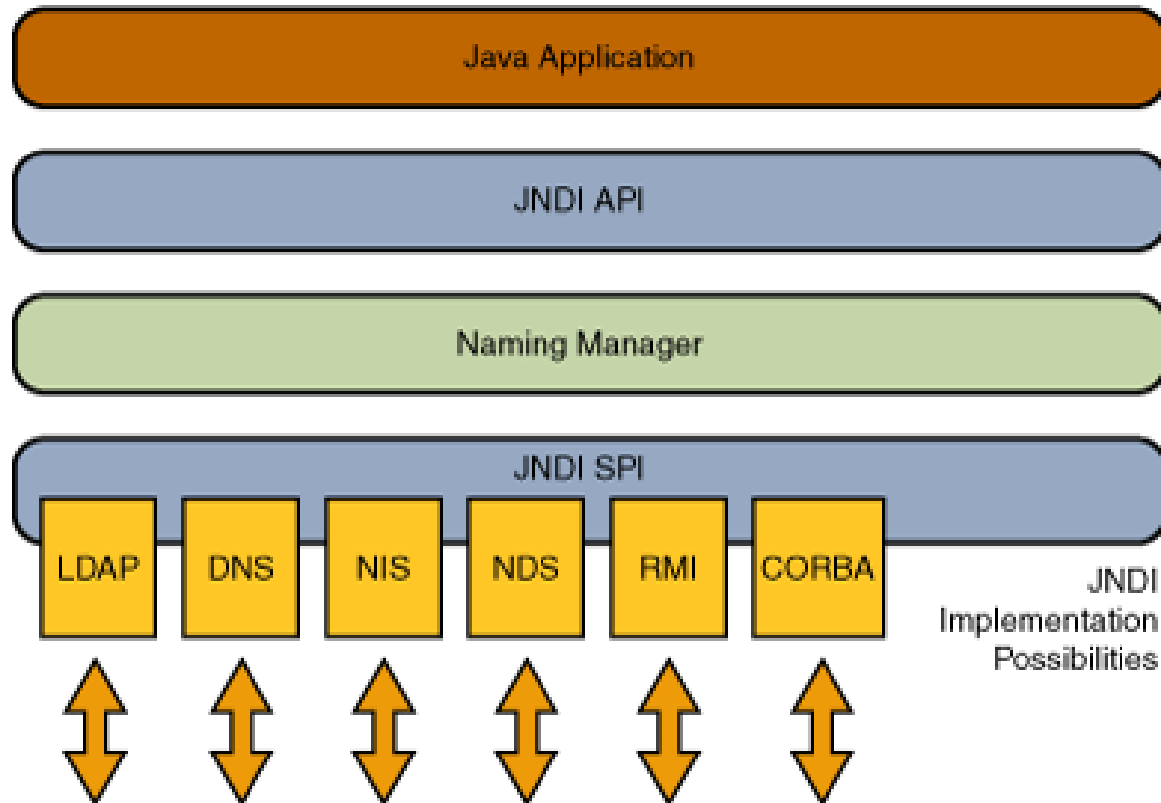 Java Application
JNDI API
Naming Manager
JNDI SPI
LDAP
DNS
NIS
NDS
RMI
CORBA
JNDI
Implementation
Possibilities